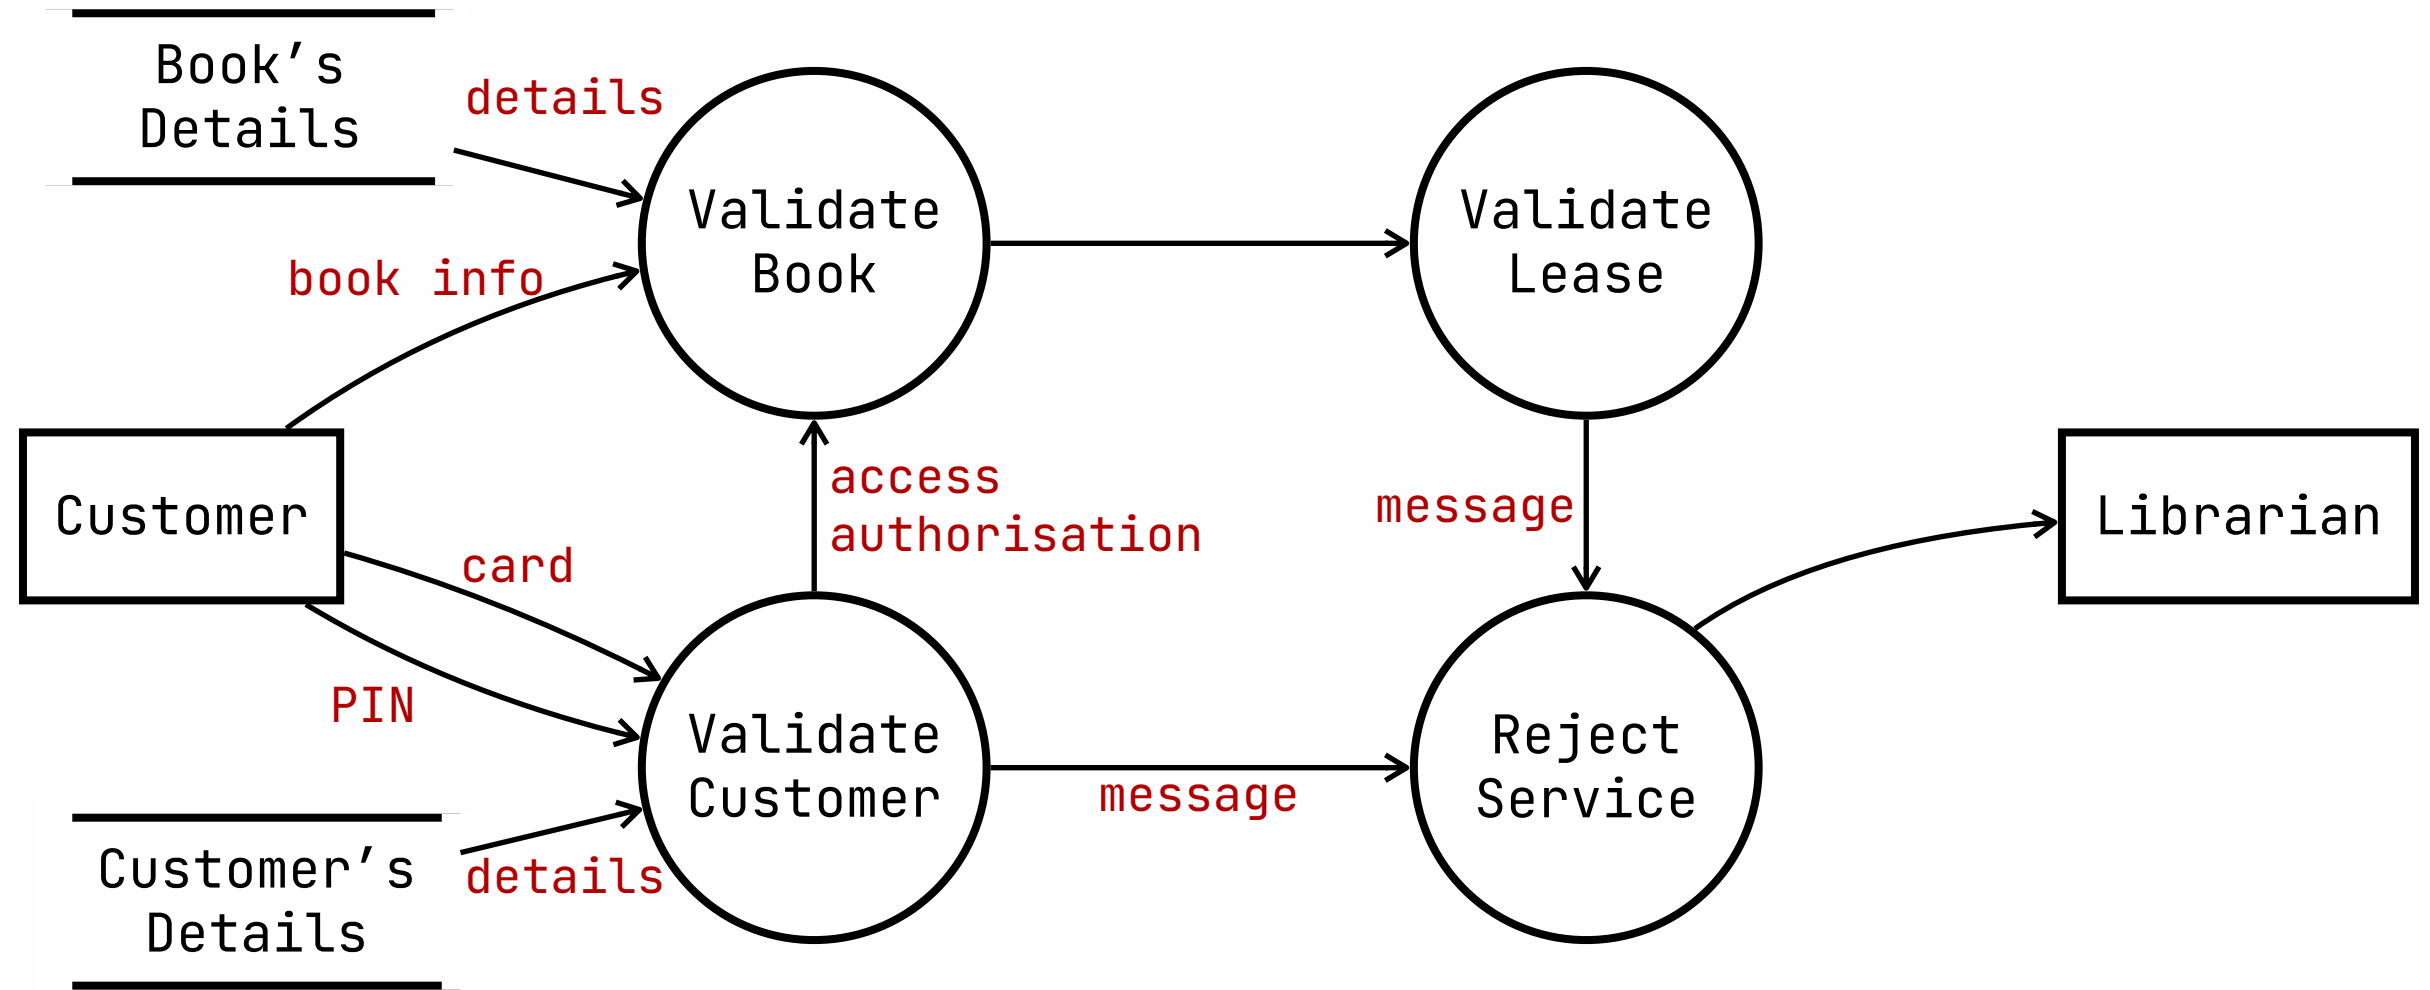 Book’s
Details
details
Validate
Book
Validate
Lease
book info
Customer
access
authorisation
message
Librarian
card
PIN
Validate
Customer
message
Reject
Service
Customer’s
Details
details